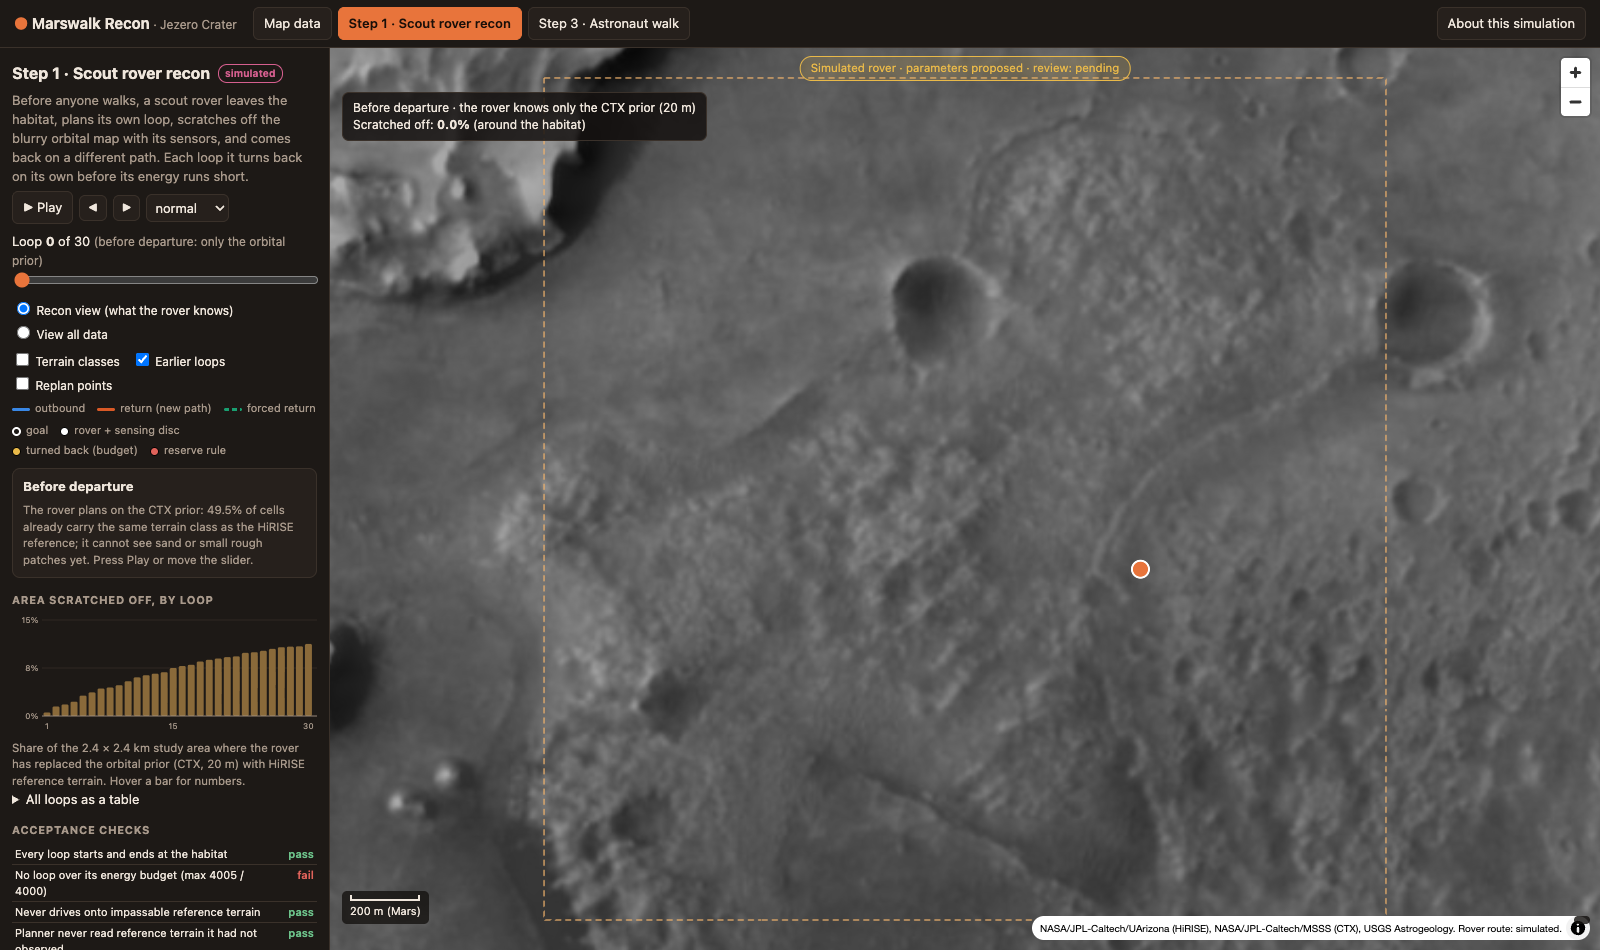 Marswalk Recon · Jezero Crater
Map data
Step 1 · Scout rover recon
Step 3 · Astronaut walk
About this simulation
Step 1 · Scout rover recon
simulated
Before anyone walks, a scout rover leaves the
habitat, plans its own loop, scratches off the
blurry orbital map with its sensors, and comes
back on a different path. Each loop it turns back
on its own before its energy runs short.
Play
normal
Loop 0 of 30 (before departure: only the orbital
prior)
Recon view (what the rover knows)
View all data
Terrain classes
Earlier loops
Replan points
outbound
return (new path)
forced return
goal
rover + sensing disc
turned back (budget)
reserve rule
Before departure
The rover plans on the CTX prior: 49.5% of cells
already carry the same terrain class as the HiRISE
reference; it cannot see sand or small rough
patches yet. Press Play or move the slider.
AREA SCRATCHED OFF, BY LOOP
15%
8%
0%
1
15
30
Share of the 2.4 × 2.4 km study area where the rover
has replaced the orbital prior (CTX, 20 m) with HiRISE
reference terrain. Hover a bar for numbers.
All loops as a table
ACCEPTANCE CHECKS
Every loop starts and ends at the habitat
pass
No loop over its energy budget (max 4005 /
4000)
fail
Never drives onto impassable reference terrain
pass
Planner never read reference terrain it had not
observed
pass
Simulated rover · parameters proposed · review: pending
Before departure · the rover knows only the CTX prior (20 m)
Scratched off: 0.0% (around the habitat)
+
−
200 m (Mars)
NASA/JPL-Caltech/UArizona (HiRISE), NASA/JPL-Caltech/MSSS (CTX), USGS Astrogeology. Rover route: simulated.